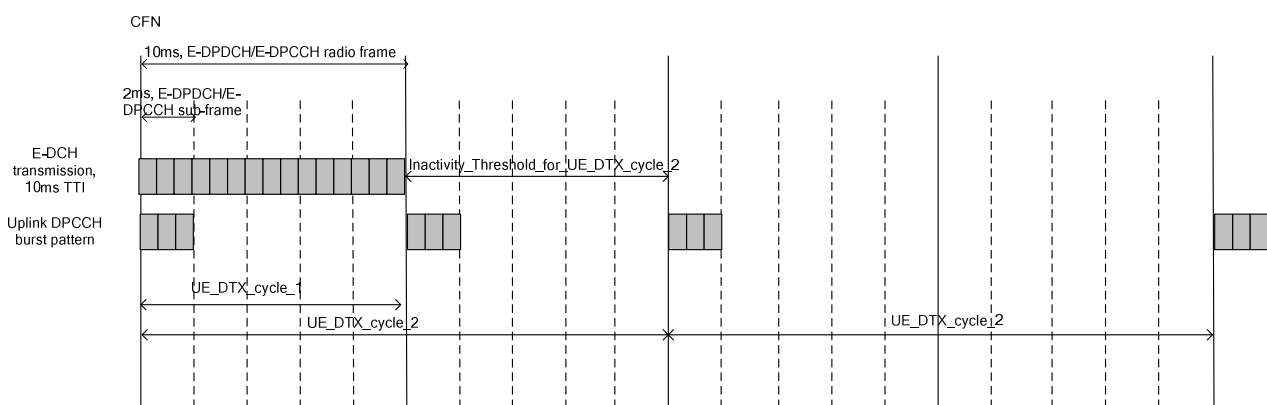 CFN
10ms, E-DPDCH/E-DPCCH radio frame
2ms, E-DPDCH/E-
DPCCH sub-frame
E-DCH
transmission,
10ms TTI
Inactivity_Threshold_for_UE_DTX_cycle_2
Uplink DPCCH
burst pattern
UE_DTX_cycle_1
UE_DTX_cycle_2
UE_DTX_cycle_2